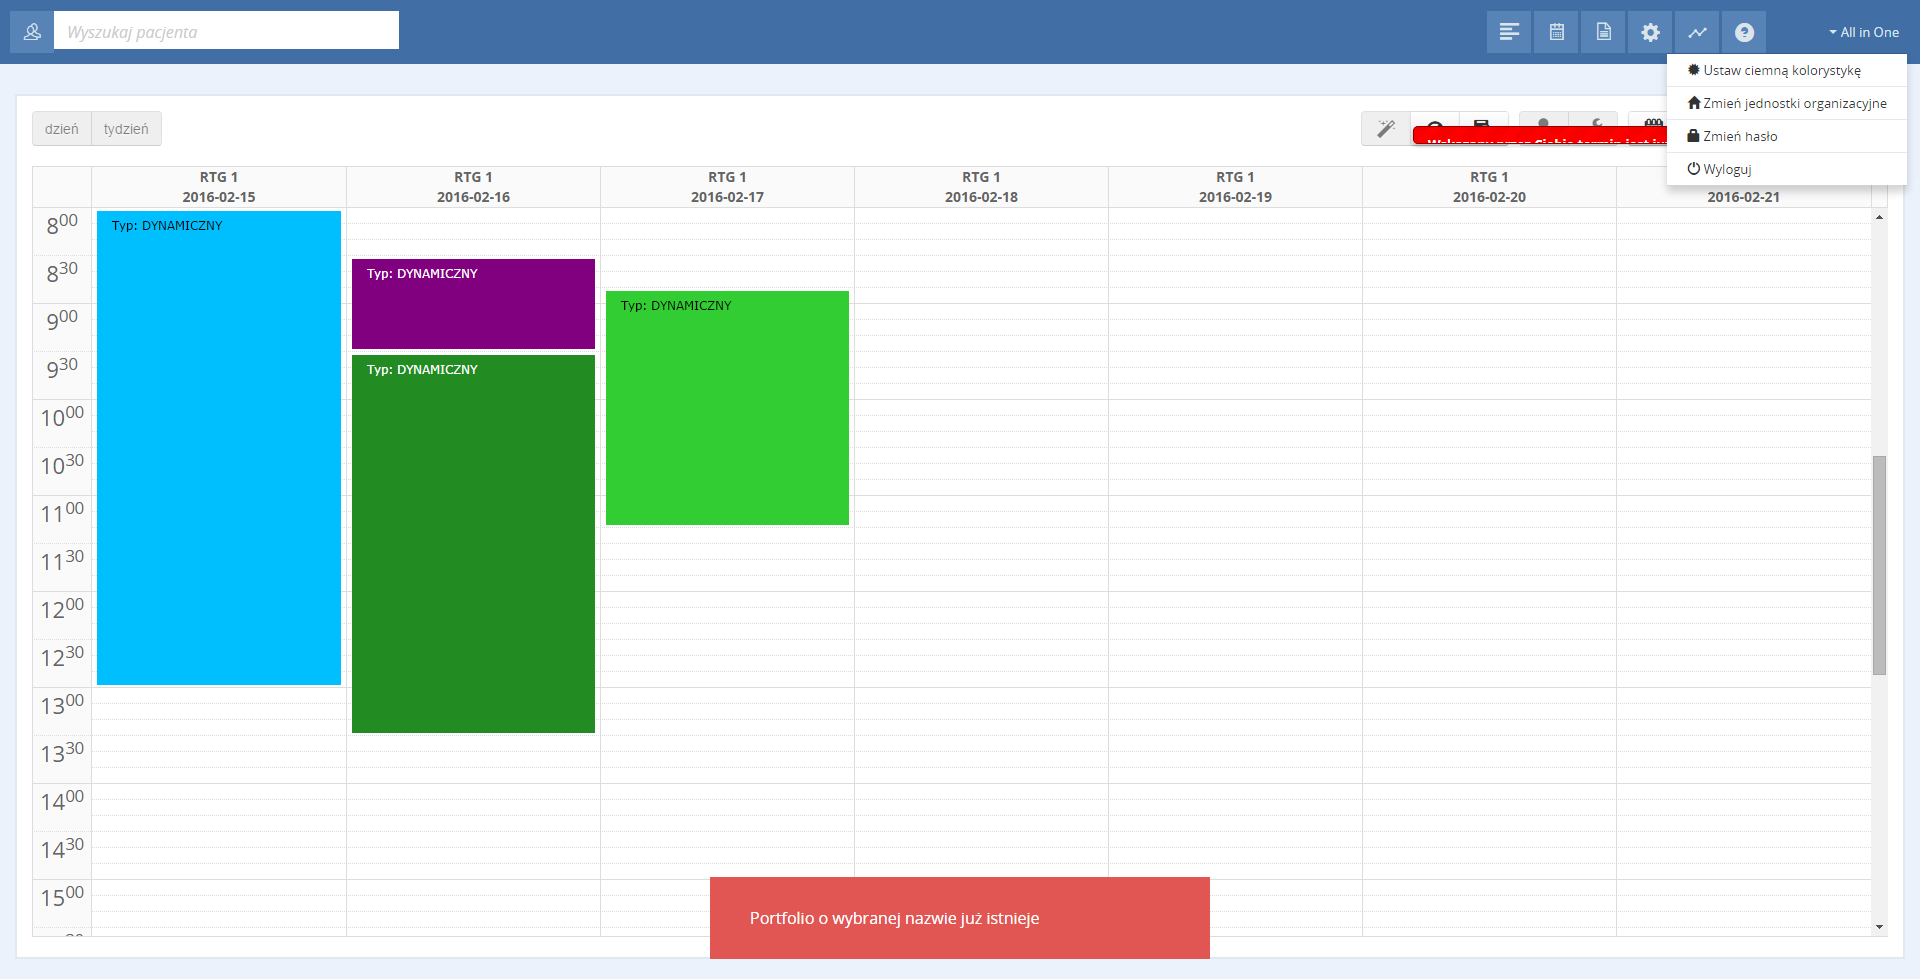 Wyszukaj pacjenta
All in One
Ustaw ciemną kolorystykę
Zmień jednostki organizacyjne
Zmień hasło
Wyloguj
dzień tydzień
RTG 1 RTG 1 RTG 1 RTG 1 RTG 1 RTG 1
2016-02-15 2016-02-16 2016-02-17 2016-02-18 2016-02-19 2016-02-20 2016-02-21
8 00
Typ: DYNAMICZNY
8 30
Typ: DYNAMICZNY
Typ: DYNAMICZNY
9 00
9 30
Typ: DYNAMICZNY
10 00
10 30
11 00
11 30
12 00
12 30
13 00
13 30
14 00
14 30
15 00
Portfolio o wybranej nazwie już istnieje